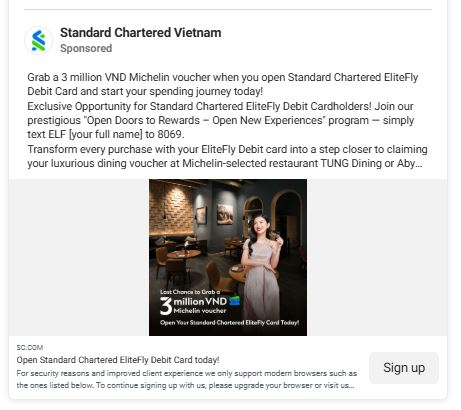 Standard Chartered Vietnam
Sponsored
Grab a 3 million VND Michelin voucher when you open Standard Chartered EliteFly
Debit Card and start your spending journey today!
Exclusive Opportunity for Standard Chartered EliteFly Debit Cardholders! Join our
prestigious "Open Doors to Rewards – Open New Experiences" program — simply
text ELF [your full name] to 8069.
Transform every purchase with your EliteFly Debit card into a step closer to claiming
your luxurious dining voucher at Michelin-selected restaurant TUNG Dining or Aby...
Last Chance to Grab a
3 million VND
Michelin voucher
Open Your Standard Chartered EliteFly Card Today!
SC.COM
Open Standard Chartered EliteFly Debit Card today!
For security reasons and improved client experience we only support modern browsers such as
the ones listed below. To continue signing up with us, please upgrade your browser or visit us...
Sign up